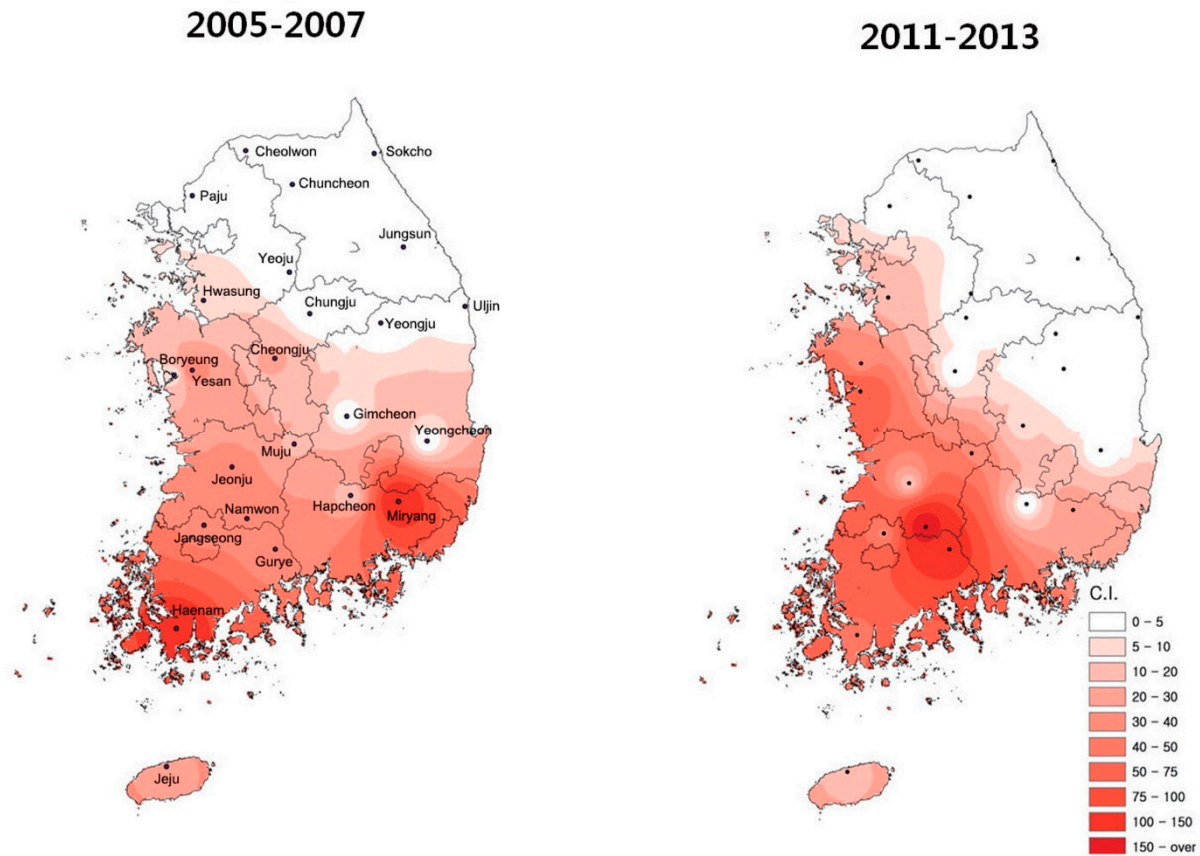 2005-2007
2011-2013
Cheolwon
Sokcho
Chuncheon
Paju
Jungsun
Yeoju
Hwasung
Chungju
Uljin
Yeongju
Cheongju
Boryeung
Yesan
Gimcheon
Yeongcheon
Muju
Jeonju
Hapcheon
Namwon
Miryang
Jangseong
Gurye
Haenam
Jeju
C.I.
0 – 5
5 – 10
10 – 20
20 – 30
30 – 40
40 – 50
50 – 75
75 – 100
100 – 150
150 – over